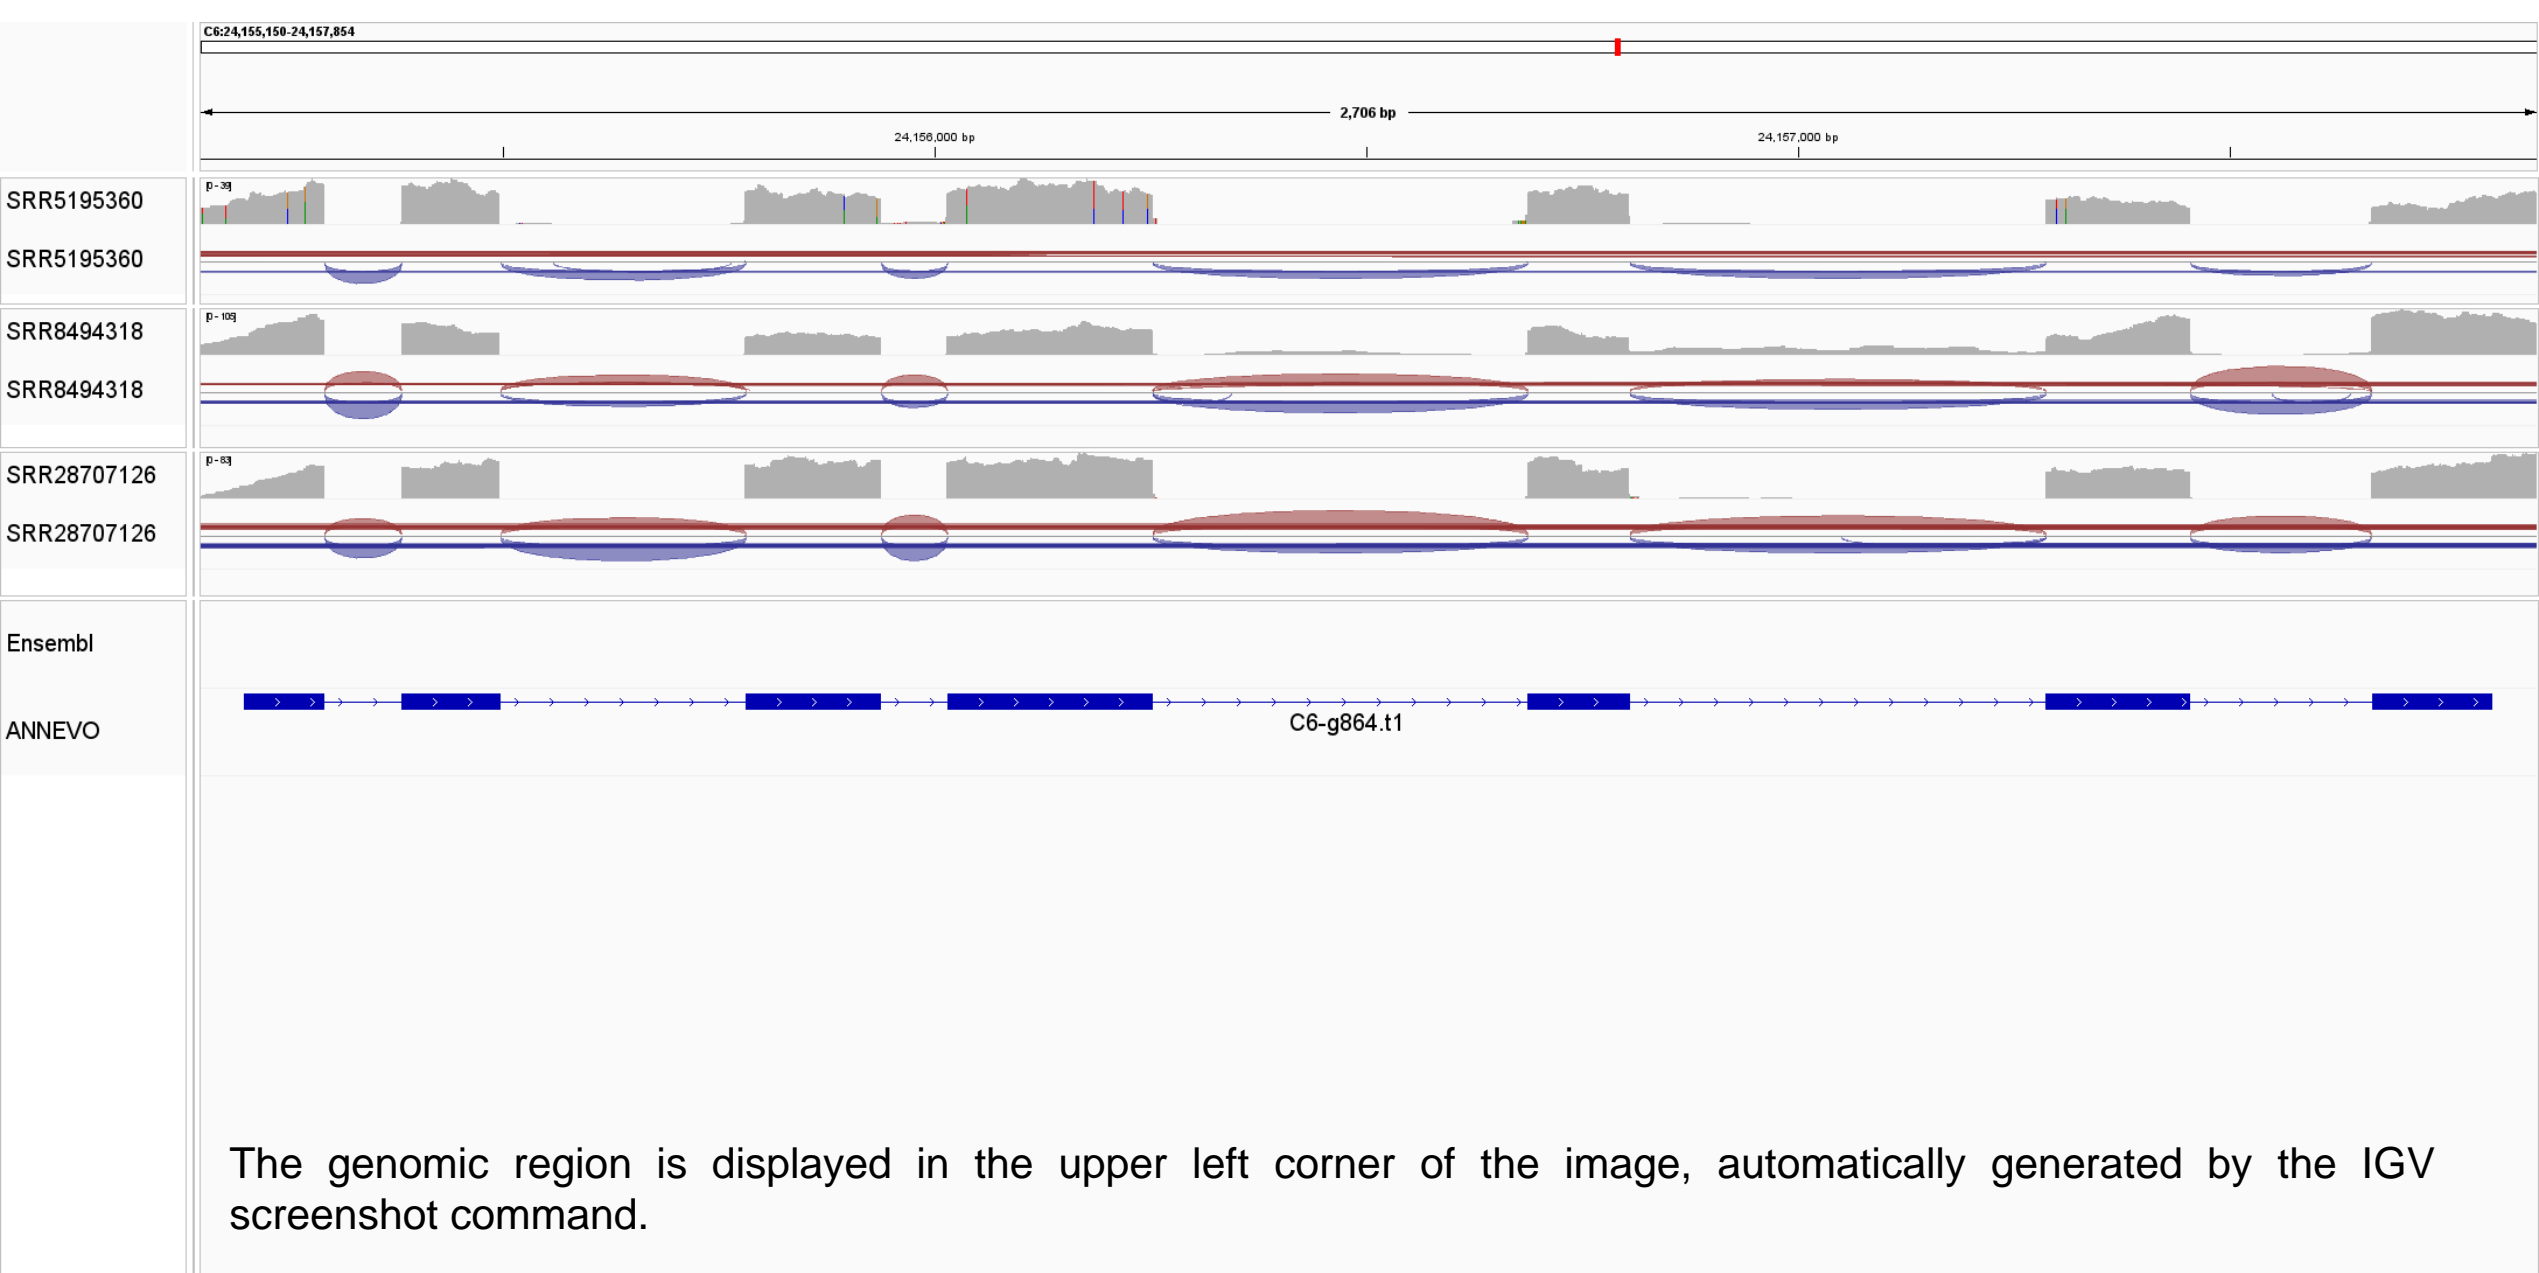 C6:24,155,150-24,157,854
2,706 bp
24,156,000 bp
24,157,000 bp
SRR5195360
[0 - 39]
SRR5195360
SRR8494318
[0 - 105]
SRR8494318
SRR28707126
[0 - 83]
SRR28707126
Ensembl
C6-g864.t1
ANNEVO
The genomic region is displayed in the upper left corner of the image, automatically generated by the IGV
screenshot command.